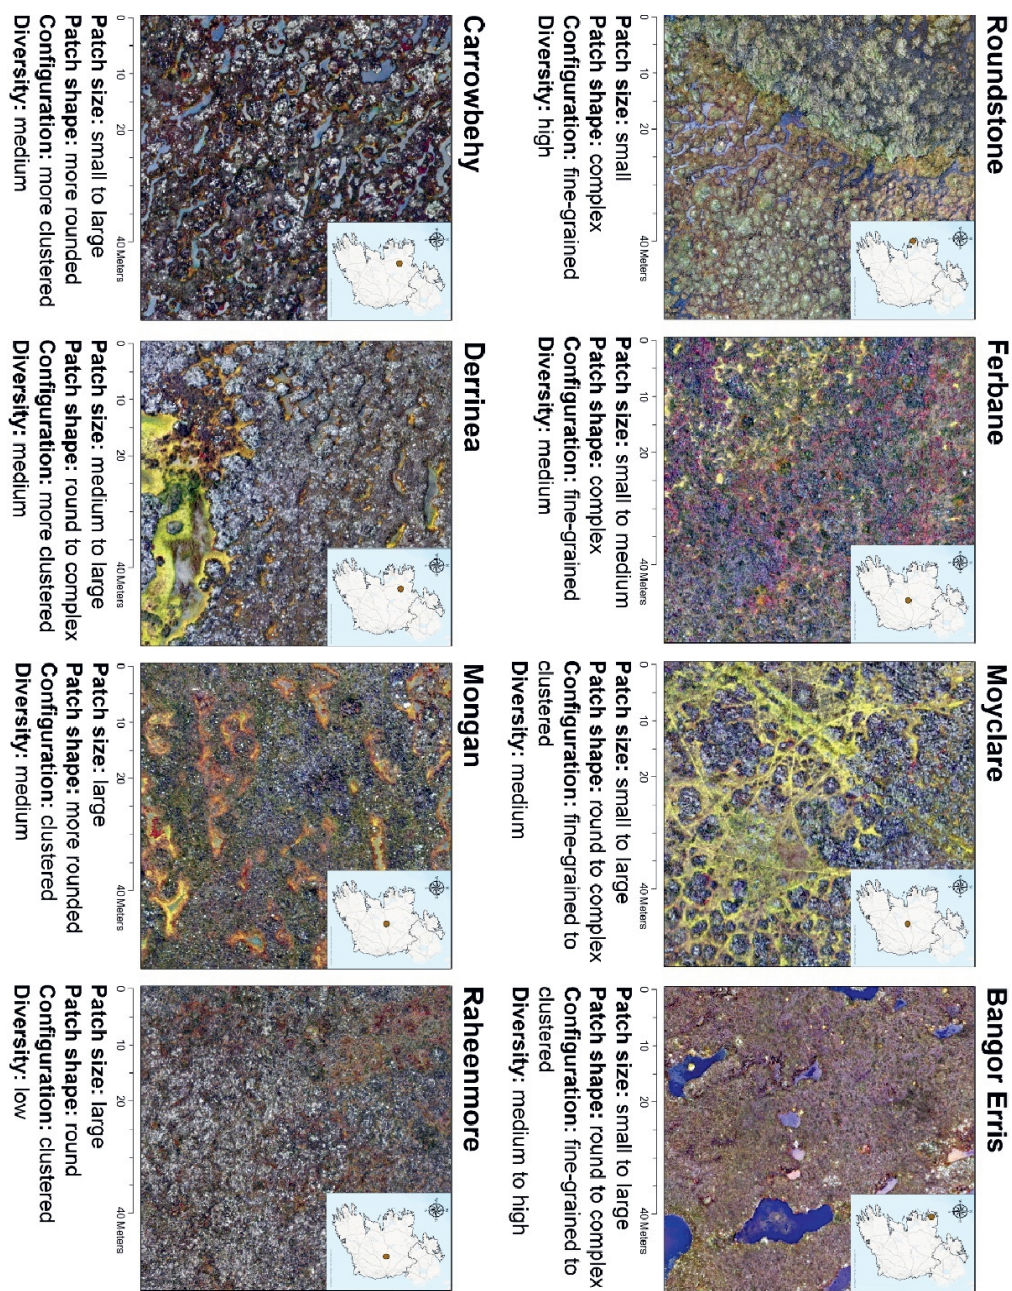 Roundstone
0 10 20 40 Meters
Patch size: small
Patch shape: complex
Configuration: fine-grained
Diversity: high
Ferbane
0 10 20 40 Meters
Patch size: small to medium
Patch shape: complex
Configuration: fine-grained
Diversity: medium
Moyclare
0 10 20 40 Meters
Patch size: small to large
Patch shape: round to complex
Configuration: fine-grained to
clustered
Diversity: medium
Bangor Erris
0 10 20 40 Meters
Patch size: small to large
Patch shape: round to complex
Configuration: fine-grained to
clustered
Diversity: medium to high
Carrowbehy
0 10 20 40 Meters
Patch size: small to large
Patch shape: more rounded
Configuration: more clustered
Diversity: medium
Derrinea
0 10 20 40 Meters
Patch size: medium to large
Patch shape: round to complex
Configuration: more clustered
Diversity: medium
Mongan
0 10 20 40 Meters
Patch size: large
Patch shape: more rounded
Configuration: clustered
Diversity: medium
Raheenmore
0 10 20 40 Meters
Patch size: large
Patch shape: round
Configuration: clustered
Diversity: low